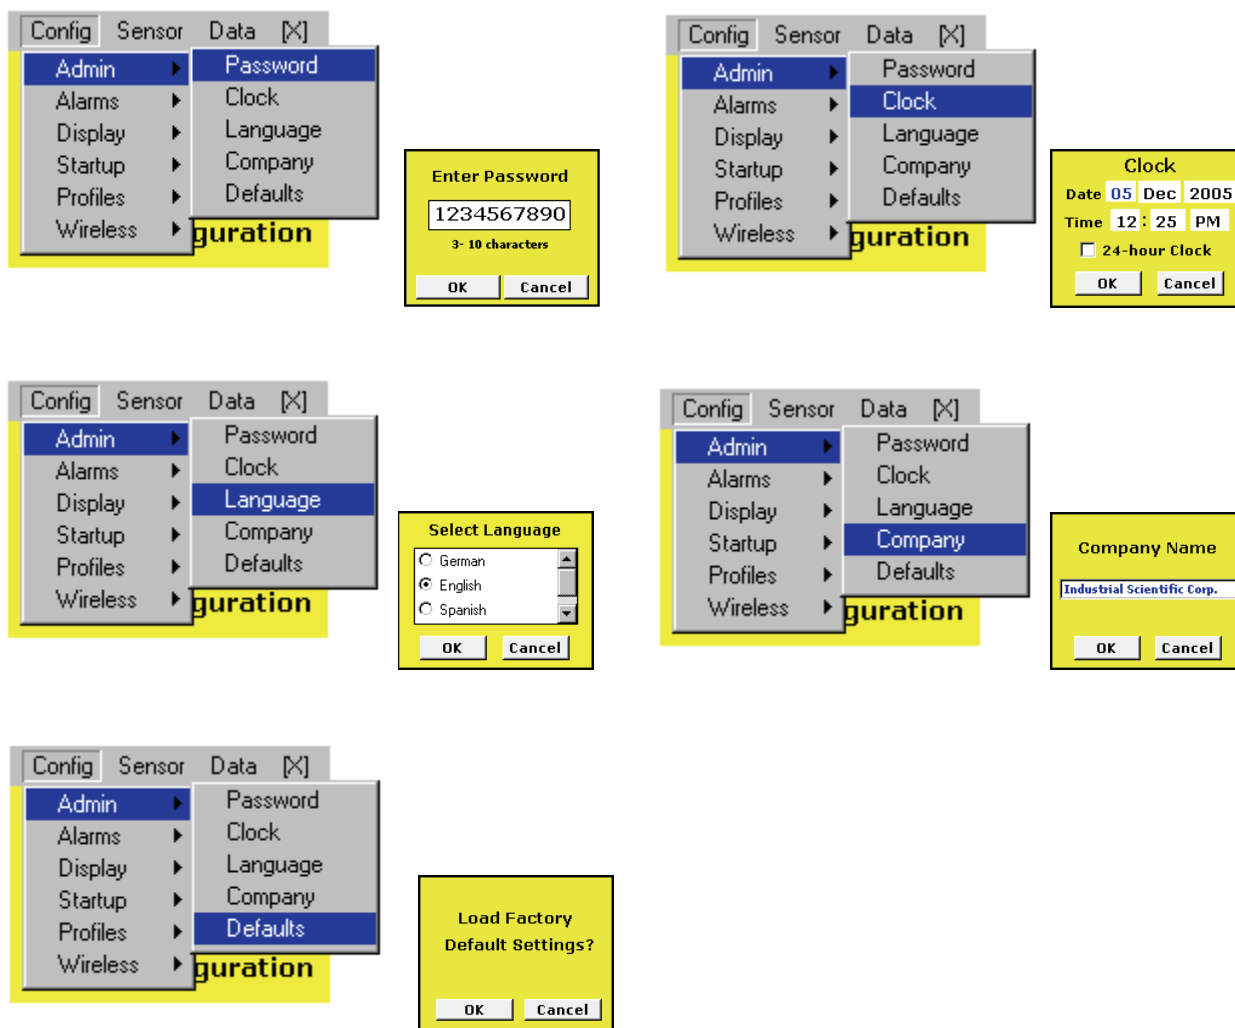 Config Sensor Data [X]
Admin Password
Alarms Clock
Display Language
Startup Company
Profiles Defaults
Wireless
guration
Enter Password
1234567890
3- 10 characters
OK Cancel
Config Sensor Data [X]
Admin Password
Alarms Clock
Display Language
Startup Company
Profiles Defaults
Wireless
guration
Clock
Date 05 Dec 2005
Time 12 : 25 PM
24-hour Clock
OK Cancel
Config Sensor Data [X]
Admin Password
Alarms Clock
Display Language
Startup Company
Profiles Defaults
Wireless
guration
Select Language
German
English
Spanish
OK Cancel
Config Sensor Data [X]
Admin Password
Alarms Clock
Display Language
Startup Company
Profiles Defaults
Wireless
guration
Company Name
Industrial Scientific Corp.
OK Cancel
Config Sensor Data [X]
Admin Password
Alarms Clock
Display Language
Startup Company
Profiles Defaults
Wireless
guration
Load Factory
Default Settings?
OK Cancel